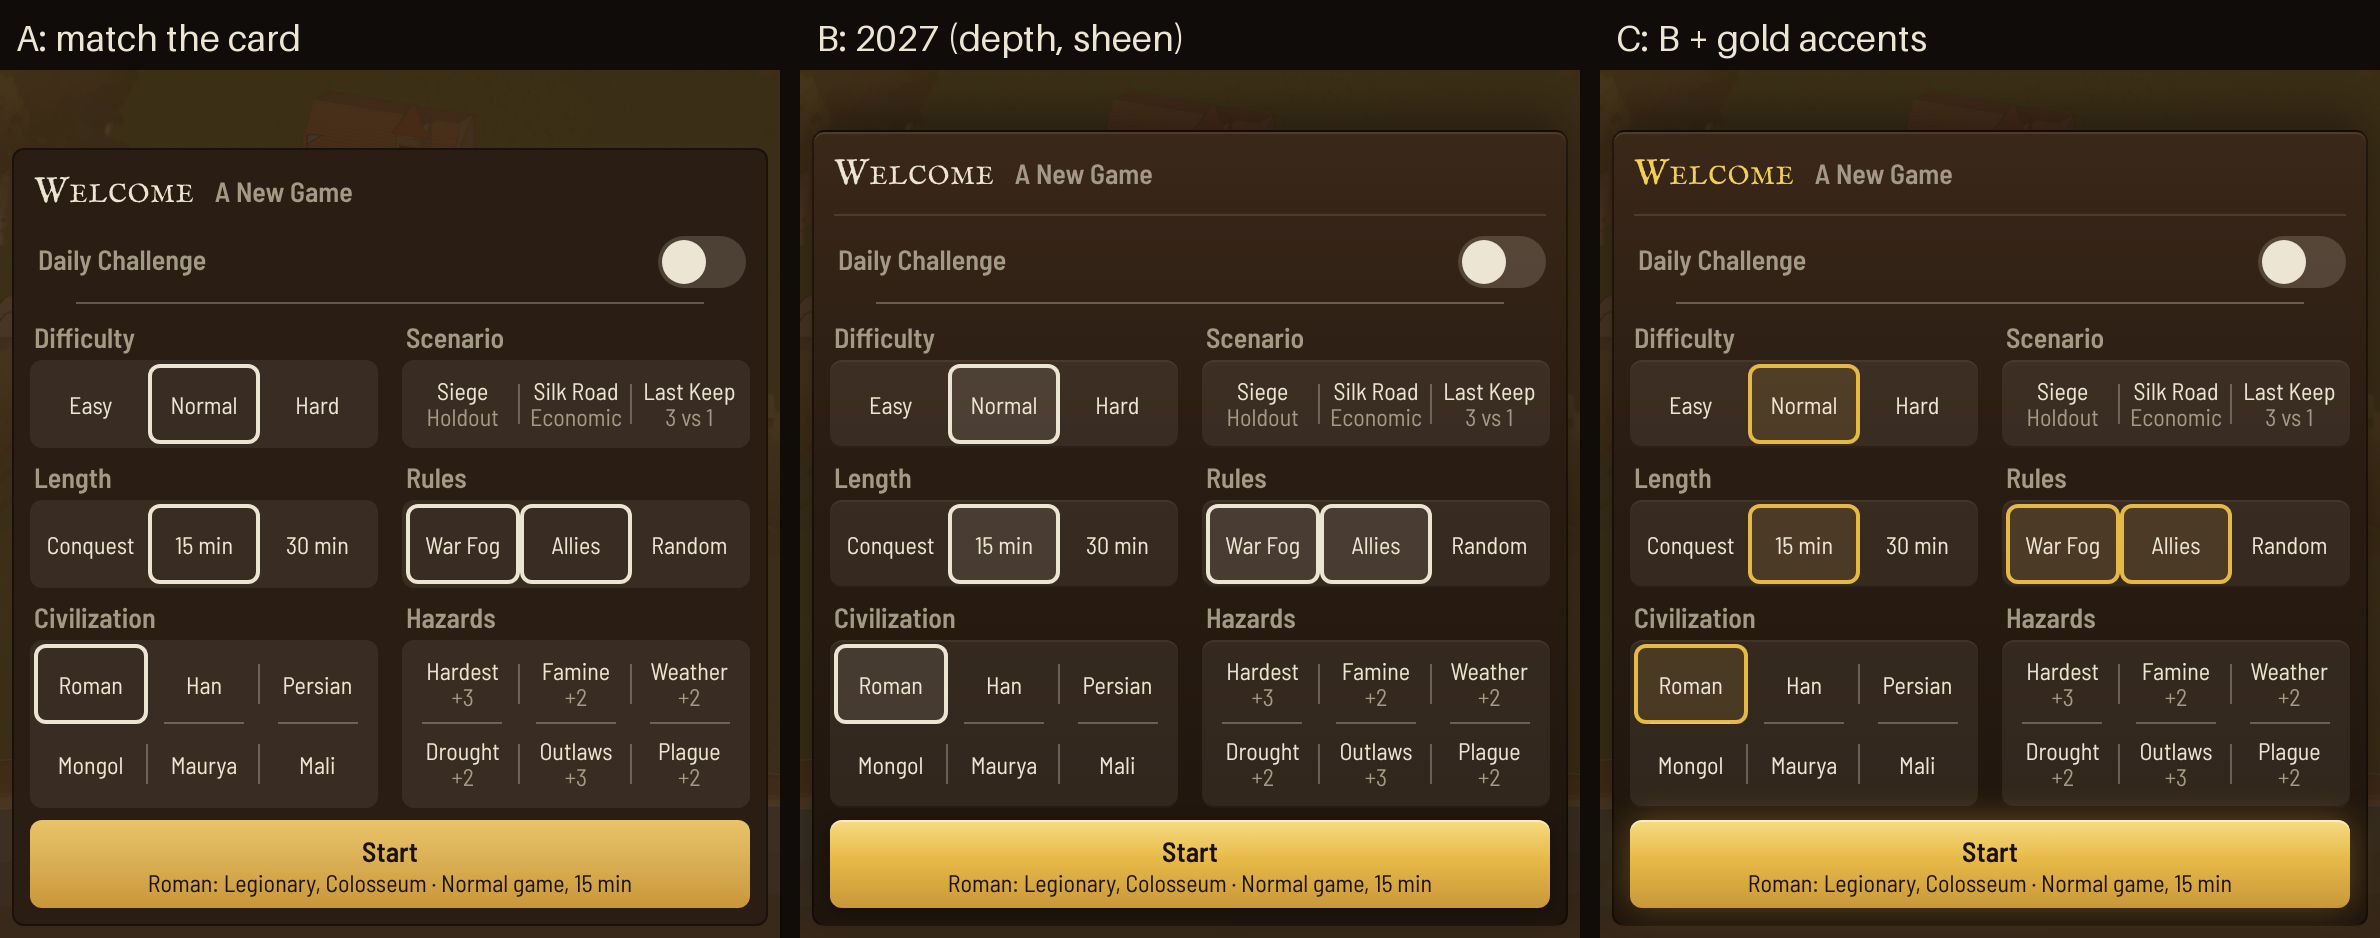 A: match the card
WELCOME A New Game
Daily Challenge
Difficulty
Easy Normal Hard
Scenario
Siege Silk Road Last Keep
Holdout Economic 3 vs 1
Length
Conquest 15 min 30 min
Rules
War Fog Allies Random
Civilization
Roman Han Persian
Mongol Maurya Mali
Hazards
Hardest Famine Weather
+3 +2 +2
Drought Outlaws Plague
+2 +3 +2
Start
Roman: Legionary, Colosseum · Normal game, 15 min
B: 2027 (depth, sheen)
WELCOME A New Game
Daily Challenge
Difficulty
Easy Normal Hard
Scenario
Siege Silk Road Last Keep
Holdout Economic 3 vs 1
Length
Conquest 15 min 30 min
Rules
War Fog Allies Random
Civilization
Roman Han Persian
Mongol Maurya Mali
Hazards
Hardest Famine Weather
+3 +2 +2
Drought Outlaws Plague
+2 +3 +2
Start
Roman: Legionary, Colosseum · Normal game, 15 min
C: B + gold accents
WELCOME A New Game
Daily Challenge
Difficulty
Easy Normal Hard
Scenario
Siege Silk Road Last Keep
Holdout Economic 3 vs 1
Length
Conquest 15 min 30 min
Rules
War Fog Allies Random
Civilization
Roman Han Persian
Mongol Maurya Mali
Hazards
Hardest Famine Weather
+3 +2 +2
Drought Outlaws Plague
+2 +3 +2
Start
Roman: Legionary, Colosseum · Normal game, 15 min